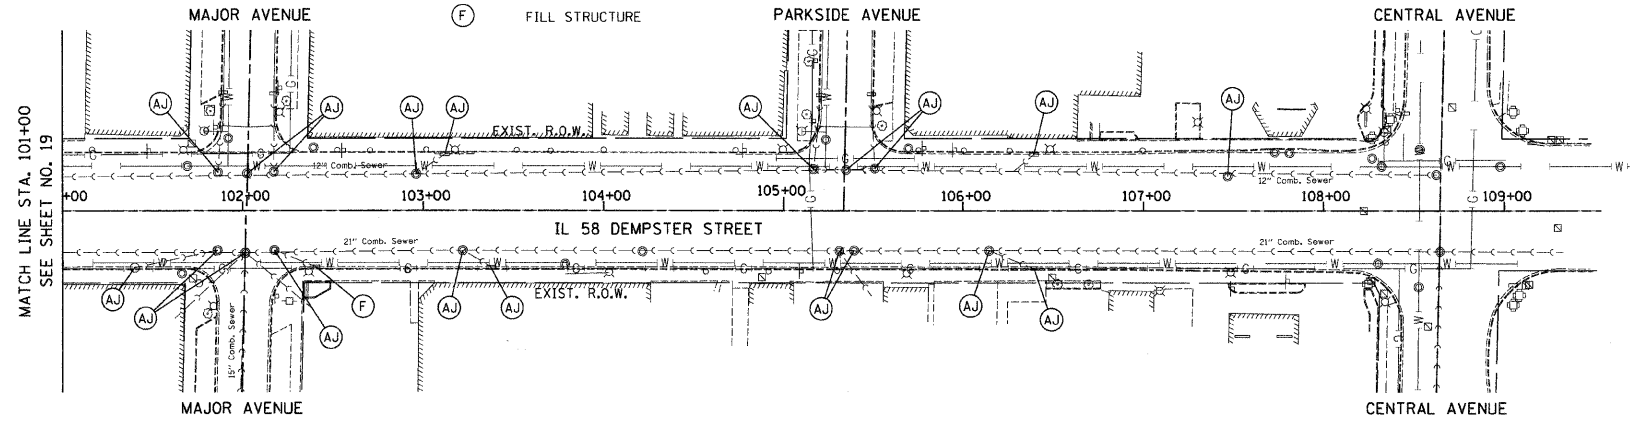 MAJOR AVENUE
F FILL STRUCTURE
PARKSIDE AVENUE
CENTRAL AVENUE
MATCH LINE STA. 101+00
SEE SHEET NO. 19
AJ AJ AJ AJ AJ AJ AJ AJ
EXIST. R.O.W.
12" Comb. Sewer
12" Comb. Sewer
+00 102+00 103+00 104+00 105+00 106+00 107+00 108+00 109+00
IL 58 DEMPSTER STREET
21" Comb. Sewer
21" Comb. Sewer
EXIST. R.O.W.
AJ AJ F AJ AJ AJ AJ AJ AJ
15" Comb. Sewer
MAJOR AVENUE
CENTRAL AVENUE